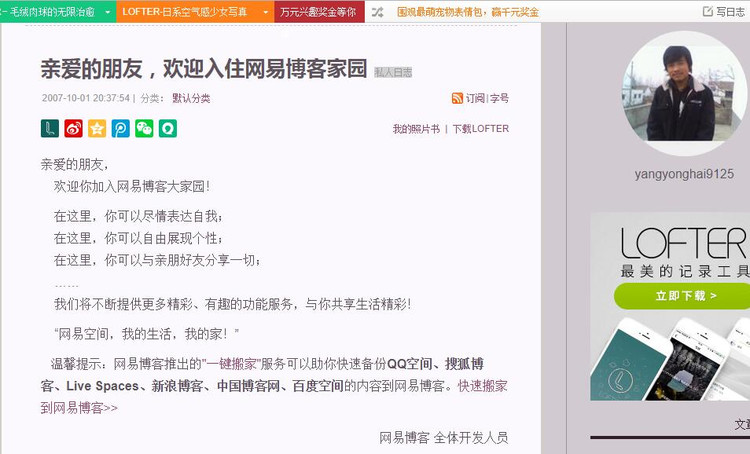 毛绒肉球的无限治愈
LOFTER-日系空气感少女写真
万元兴趣奖金等你
围观最萌宠物表情包，赢千元奖金
写日志
亲爱的朋友，欢迎入住网易博客家园 私人日志
2007-10-01 20:37:54 | 分类： 默认分类
订阅 | 字号
我的照片书 | 下载LOFTER
亲爱的朋友，
欢迎你加入网易博客大家园！
在这里，你可以尽情表达自我；
在这里，你可以自由展现个性；
在这里，你可以与亲朋好友分享一切；
……
我们将不断提供更多精彩、有趣的功能服务，与你共享生活精彩！
“网易空间，我的生活，我的家！”
温馨提示：网易博客推出的"一键搬家"服务可以助你快速备份QQ空间、搜狐博
客、Live Spaces、新浪博客、中国博客网、百度空间的内容到网易博客。快速搬家
到网易博客>>
网易博客 全体开发人员
yangyonghai9125
LOFTER
最美的记录工具
立即下载 >
文章